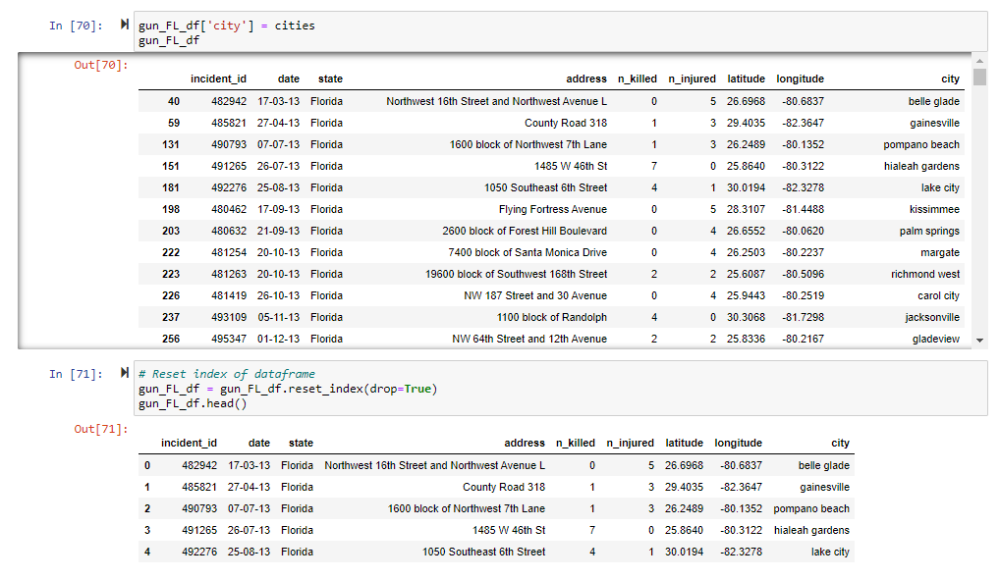 In [70]: gun_FL_df['city'] = cities
gun_FL_df
Out[70]:
incident_id date state address n_killed n_injured latitude longitude city
40 482942 17-03-13 Florida Northwest 16th Street and Northwest Avenue L 0 5 26.6968 -80.6837 belle glade
59 485821 27-04-13 Florida County Road 318 1 3 29.4035 -82.3647 gainesville
131 490793 07-07-13 Florida 1600 block of Northwest 7th Lane 1 3 26.2489 -80.1352 pompano beach
151 491265 26-07-13 Florida 1485 W 46th St 7 0 25.8640 -80.3122 hialeah gardens
181 492276 25-08-13 Florida 1050 Southeast 6th Street 4 1 30.0194 -82.3278 lake city
198 480462 17-09-13 Florida Flying Fortress Avenue 0 5 28.3107 -81.4488 kissimmee
203 480632 21-09-13 Florida 2600 block of Forest Hill Boulevard 0 4 26.6552 -80.0620 palm springs
222 481254 20-10-13 Florida 7400 block of Santa Monica Drive 0 4 26.2503 -80.2237 margate
223 481263 20-10-13 Florida 19600 block of Southwest 168th Street 2 2 25.6087 -80.5096 richmond west
226 481419 26-10-13 Florida NW 187 Street and 30 Avenue 0 4 25.9443 -80.2519 carol city
237 493109 05-11-13 Florida 1100 block of Randolph 4 0 30.3068 -81.7298 jacksonville
256 495347 01-12-13 Florida NW 64th Street and 12th Avenue 2 2 25.8336 -80.2167 gladeview
In [71]: # Reset index of dataframe
gun_FL_df = gun_FL_df.reset_index(drop=True)
gun_FL_df.head()
Out[71]:
incident_id date state address n_killed n_injured latitude longitude city
0 482942 17-03-13 Florida Northwest 16th Street and Northwest Avenue L 0 5 26.6968 -80.6837 belle glade
1 485821 27-04-13 Florida County Road 318 1 3 29.4035 -82.3647 gainesville
2 490793 07-07-13 Florida 1600 block of Northwest 7th Lane 1 3 26.2489 -80.1352 pompano beach
3 491265 26-07-13 Florida 1485 W 46th St 7 0 25.8640 -80.3122 hialeah gardens
4 492276 25-08-13 Florida 1050 Southeast 6th Street 4 1 30.0194 -82.3278 lake city